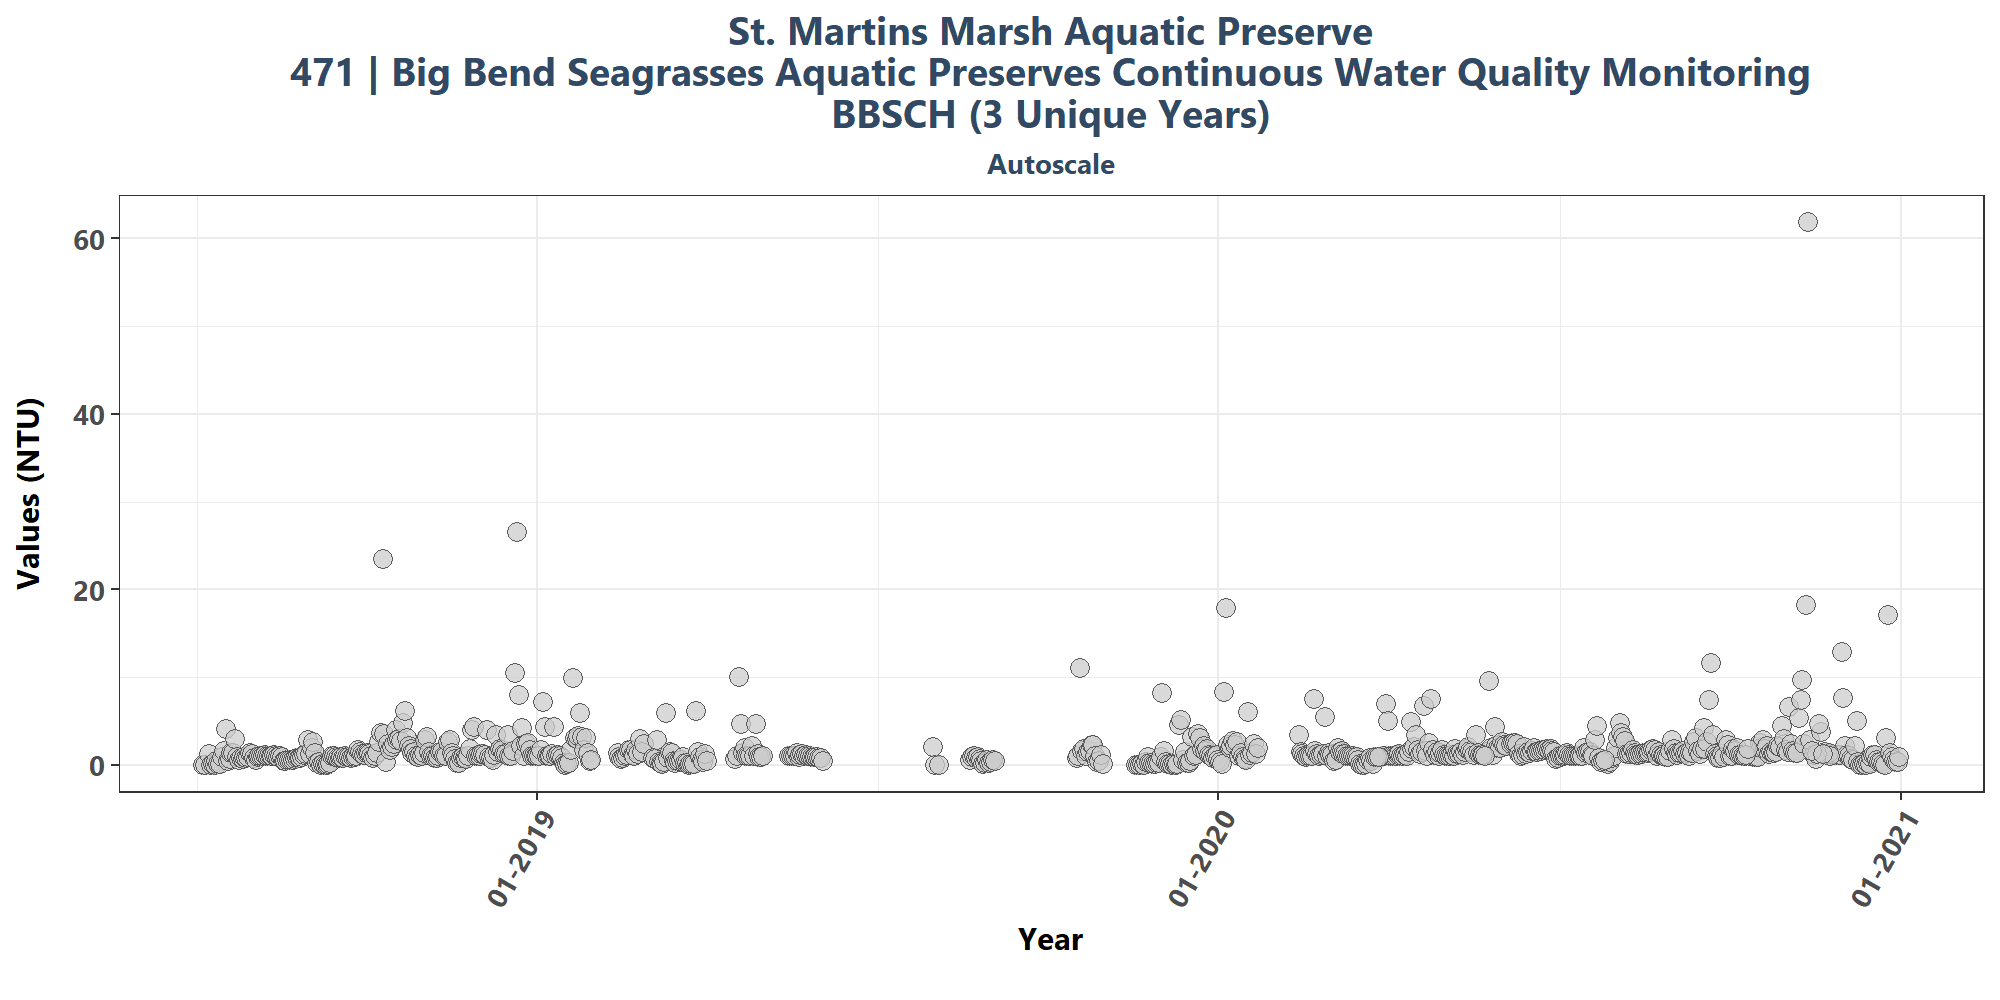 St. Martins Marsh Aquatic Preserve
471 | Big Bend Seagrasses Aquatic Preserves Continuous Water Quality Monitoring
BBSCH (3 Unique Years)
Autoscale
Values (NTU)
60
40
20
0
01-2019
01-2020
01-2021
Year